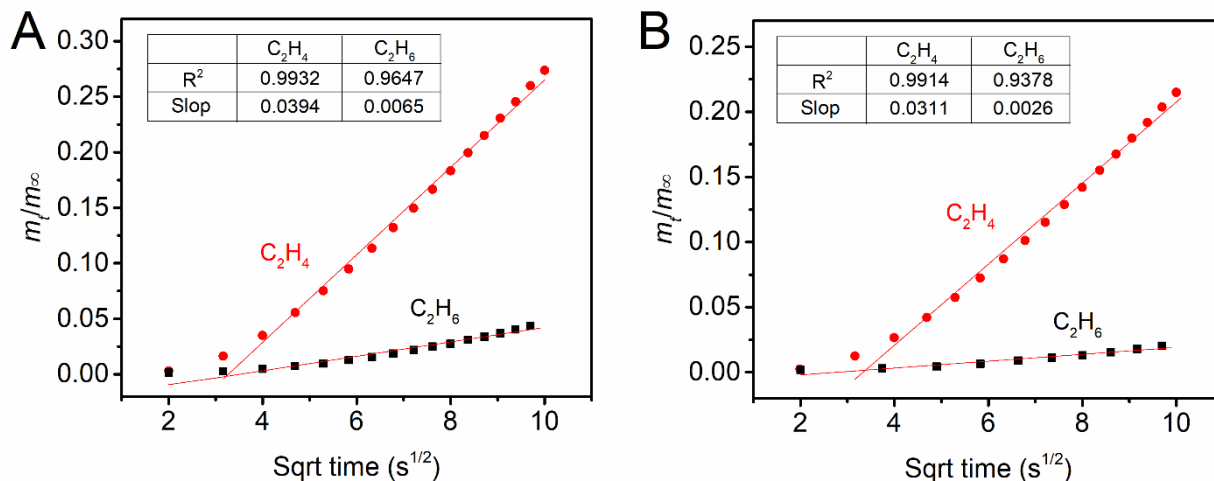 A
0.30
0.25
0.20
0.15
0.10
0.05
0.00
mₜ/m∞
C₂H₄ C₂H₆
R² 0.9932 0.9647
Slop 0.0394 0.0065
C₂H₄
C₂H₆
2 4 6 8 10
Sqrt time (s¹/²)
B
0.25
0.20
0.15
0.10
0.05
0.00
mₜ/m∞
C₂H₄ C₂H₆
R² 0.9914 0.9378
Slop 0.0311 0.0026
C₂H₄
C₂H₆
2 4 6 8 10
Sqrt time (s¹/²)